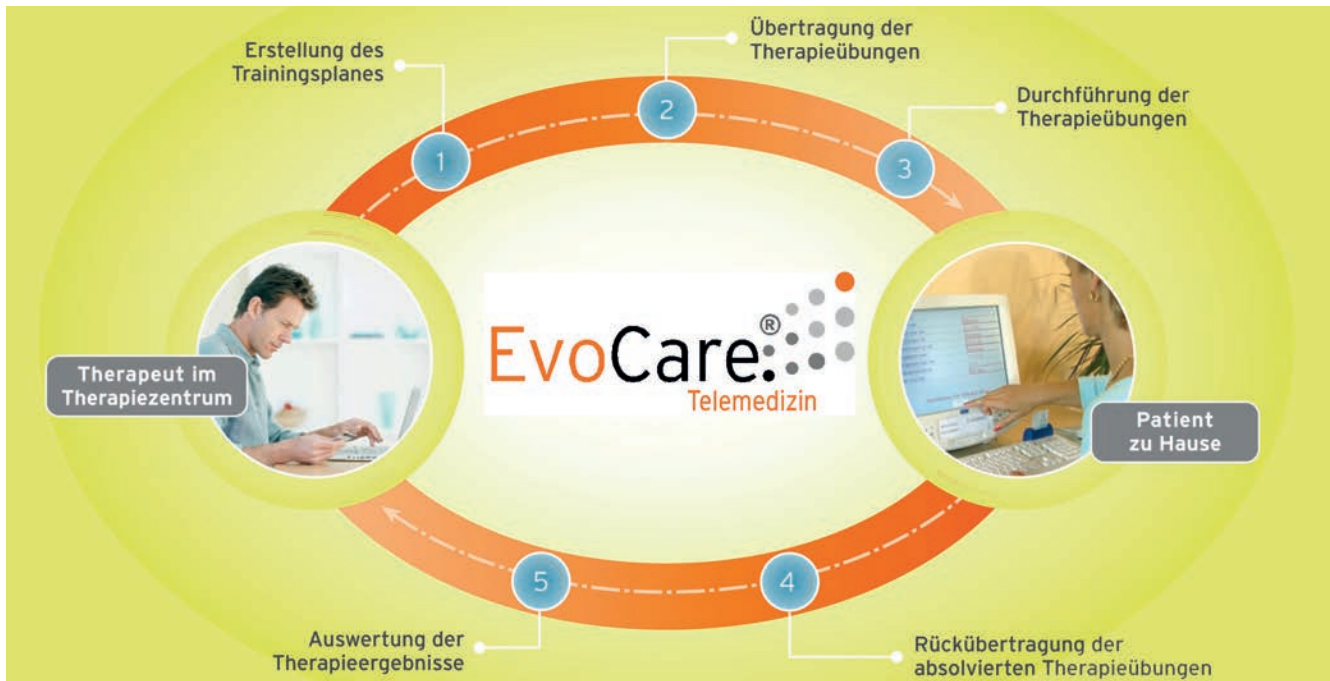 Erstellung des
Trainingsplanes
Übertragung der
Therapieübungen
Durchführung der
Therapieübungen
1
2
3
EvoCare®
Telemedizin
Therapeut im
Therapiezentrum
Patient
zu Hause
5
4
Auswertung der
Therapieergebnisse
Rückübertragung der
absolvierten Therapieübungen